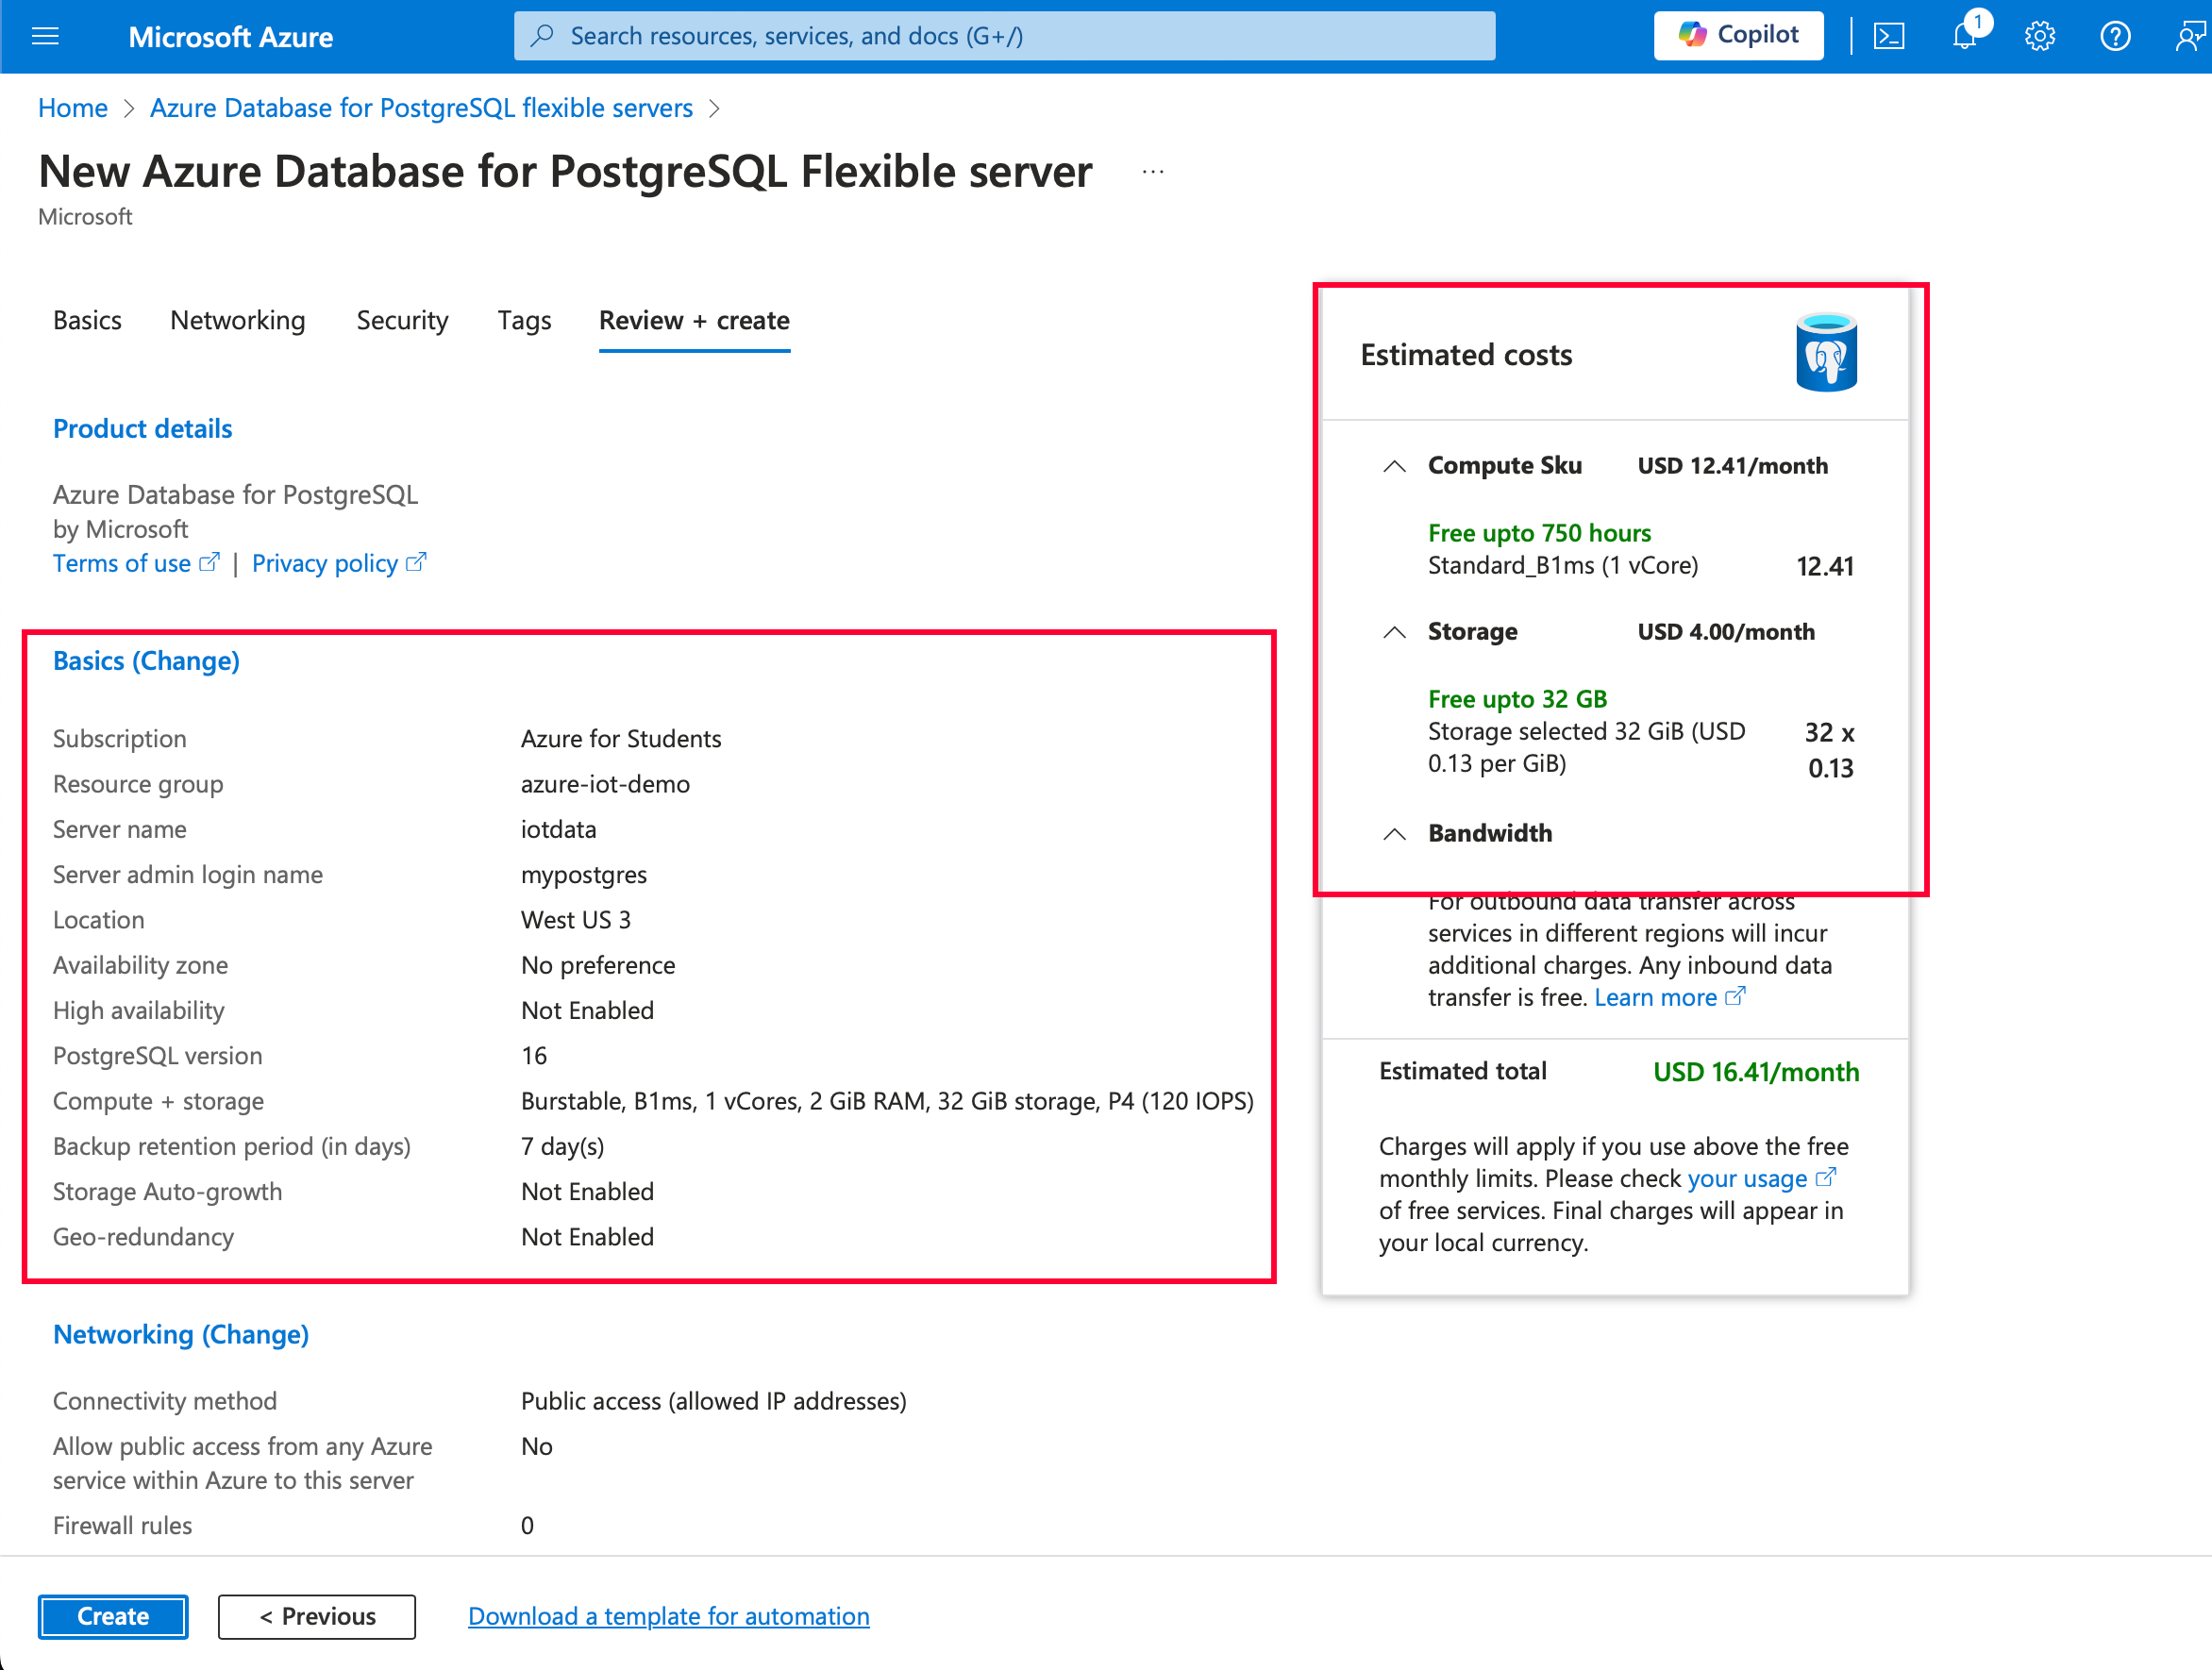 Microsoft Azure
Search resources, services, and docs (G+/)
Copilot
1
Home > Azure Database for PostgreSQL flexible servers >
New Azure Database for PostgreSQL Flexible server ...
Microsoft
Basics Networking Security Tags Review + create
Product details
Azure Database for PostgreSQL
by Microsoft
Terms of use | Privacy policy
Basics (Change)
Subscription Azure for Students
Resource group azure-iot-demo
Server name iotdata
Server admin login name mypostgres
Location West US 3
Availability zone No preference
High availability Not Enabled
PostgreSQL version 16
Compute + storage Burstable, B1ms, 1 vCores, 2 GiB RAM, 32 GiB storage, P4 (120 IOPS)
Backup retention period (in days) 7 day(s)
Storage Auto-growth Not Enabled
Geo-redundancy Not Enabled
Networking (Change)
Connectivity method Public access (allowed IP addresses)
Allow public access from any Azure No
service within Azure to this server
Firewall rules 0
Estimated costs
Compute Sku USD 12.41/month
Free upto 750 hours
Standard_B1ms (1 vCore) 12.41
Storage USD 4.00/month
Free upto 32 GB
Storage selected 32 GiB (USD 32 x
0.13 per GiB) 0.13
Bandwidth
For outbound data transfer across
services in different regions will incur
additional charges. Any inbound data
transfer is free. Learn more
Estimated total USD 16.41/month
Charges will apply if you use above the free
monthly limits. Please check your usage
of free services. Final charges will appear in
your local currency.
Create < Previous Download a template for automation